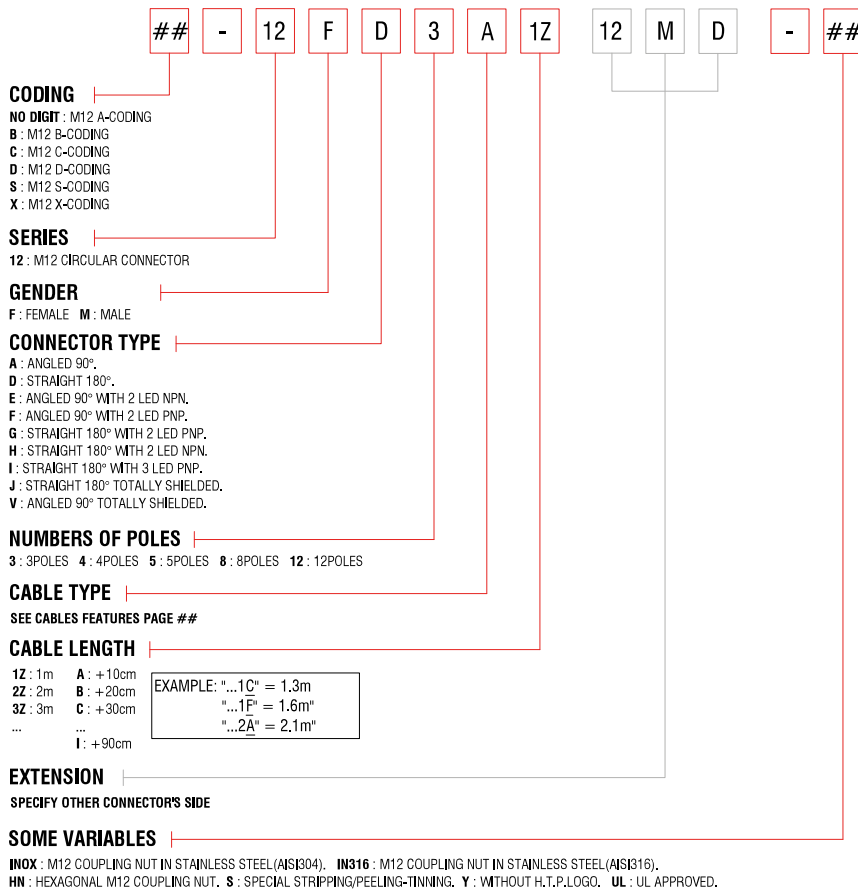 ## - 12 F D 3 A 1Z 12 M D - ##
CODING
NO DIGIT : M12 A-CODING
B : M12 B-CODING
C : M12 C-CODING
D : M12 D-CODING
S : M12 S-CODING
X : M12 X-CODING
SERIES
12 : M12 CIRCULAR CONNECTOR
GENDER
F : FEMALE M : MALE
CONNECTOR TYPE
A : ANGLED 90°.
D : STRAIGHT 180°.
E : ANGLED 90° WITH 2 LED NPN.
F : ANGLED 90° WITH 2 LED PNP.
G : STRAIGHT 180° WITH 2 LED PNP.
H : STRAIGHT 180° WITH 2 LED NPN.
I : STRAIGHT 180° WITH 3 LED PNP.
J : STRAIGHT 180° TOTALLY SHIELDED.
V : ANGLED 90° TOTALLY SHIELDED.
NUMBERS OF POLES
3 : 3POLES 4 : 4POLES 5 : 5POLES 8 : 8POLES 12 : 12POLES
CABLE TYPE
SEE CABLES FEATURES PAGE ##
CABLE LENGTH
1Z : 1m A : +10cm
2Z : 2m B : +20cm
3Z : 3m C : +30cm
... ...
I : +90cm
EXAMPLE: "...1C" = 1.3m
"...1F" = 1.6m"
"...2A" = 2.1m"
EXTENSION
SPECIFY OTHER CONNECTOR'S SIDE
SOME VARIABLES
INOX : M12 COUPLING NUT IN STAINLESS STEEL(AISI304). IN316 : M12 COUPLING NUT IN STAINLESS STEEL(AISI316).
HN : HEXAGONAL M12 COUPLING NUT. S : SPECIAL STRIPPING/PEELING-TINNING. Y : WITHOUT H.T.P.LOGO. UL : UL APPROVED.